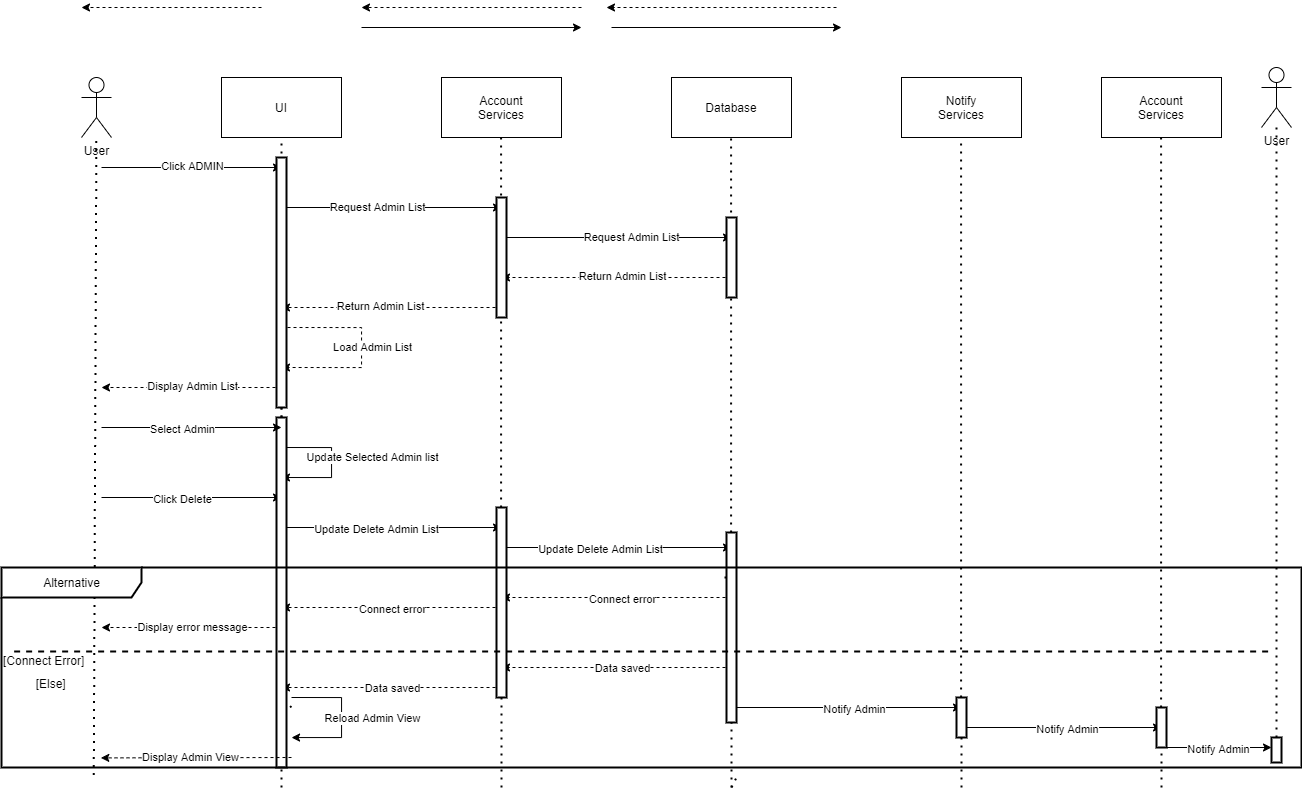 UI
Account
Services
Database
Notify
Services
Account
Services
User
User
Click ADMIN
Request Admin List
Request Admin List
Return Admin List
Return Admin List
Load Admin List
Display Admin List
Select Admin
Update Selected Admin list
Click Delete
Update Delete Admin List
Update Delete Admin List
Alternative
Connect error
Connect error
Display error message
[Connect Error]
Data saved
[Else]
Data saved
Notify Admin
Reload Admin View
Notify Admin
Notify Admin
Display Admin View